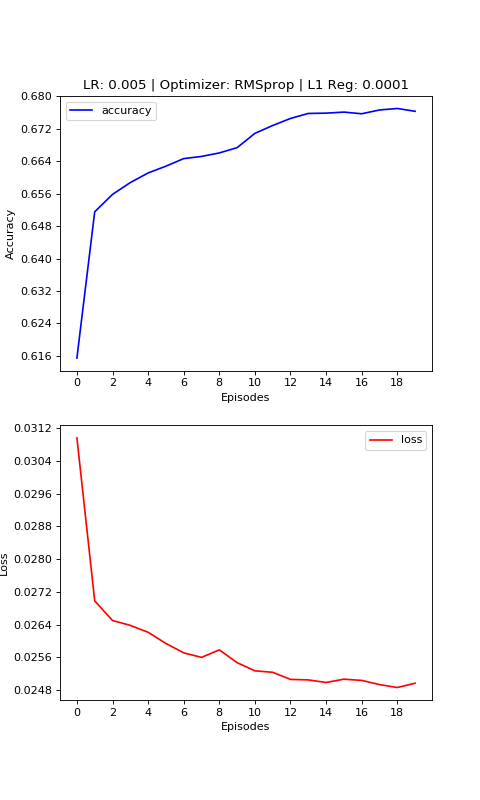 LR: 0.005 | Optimizer: RMSprop | L1 Reg: 0.0001
0.680
0.672
0.664
0.656
0.648
0.640
0.632
0.624
0.616
Accuracy
accuracy
0 2 4 6 8 10 12 14 16 18
Episodes
0.0312
0.0304
0.0296
0.0288
0.0280
0.0272
0.0264
0.0256
0.0248
Loss
loss
0 2 4 6 8 10 12 14 16 18
Episodes